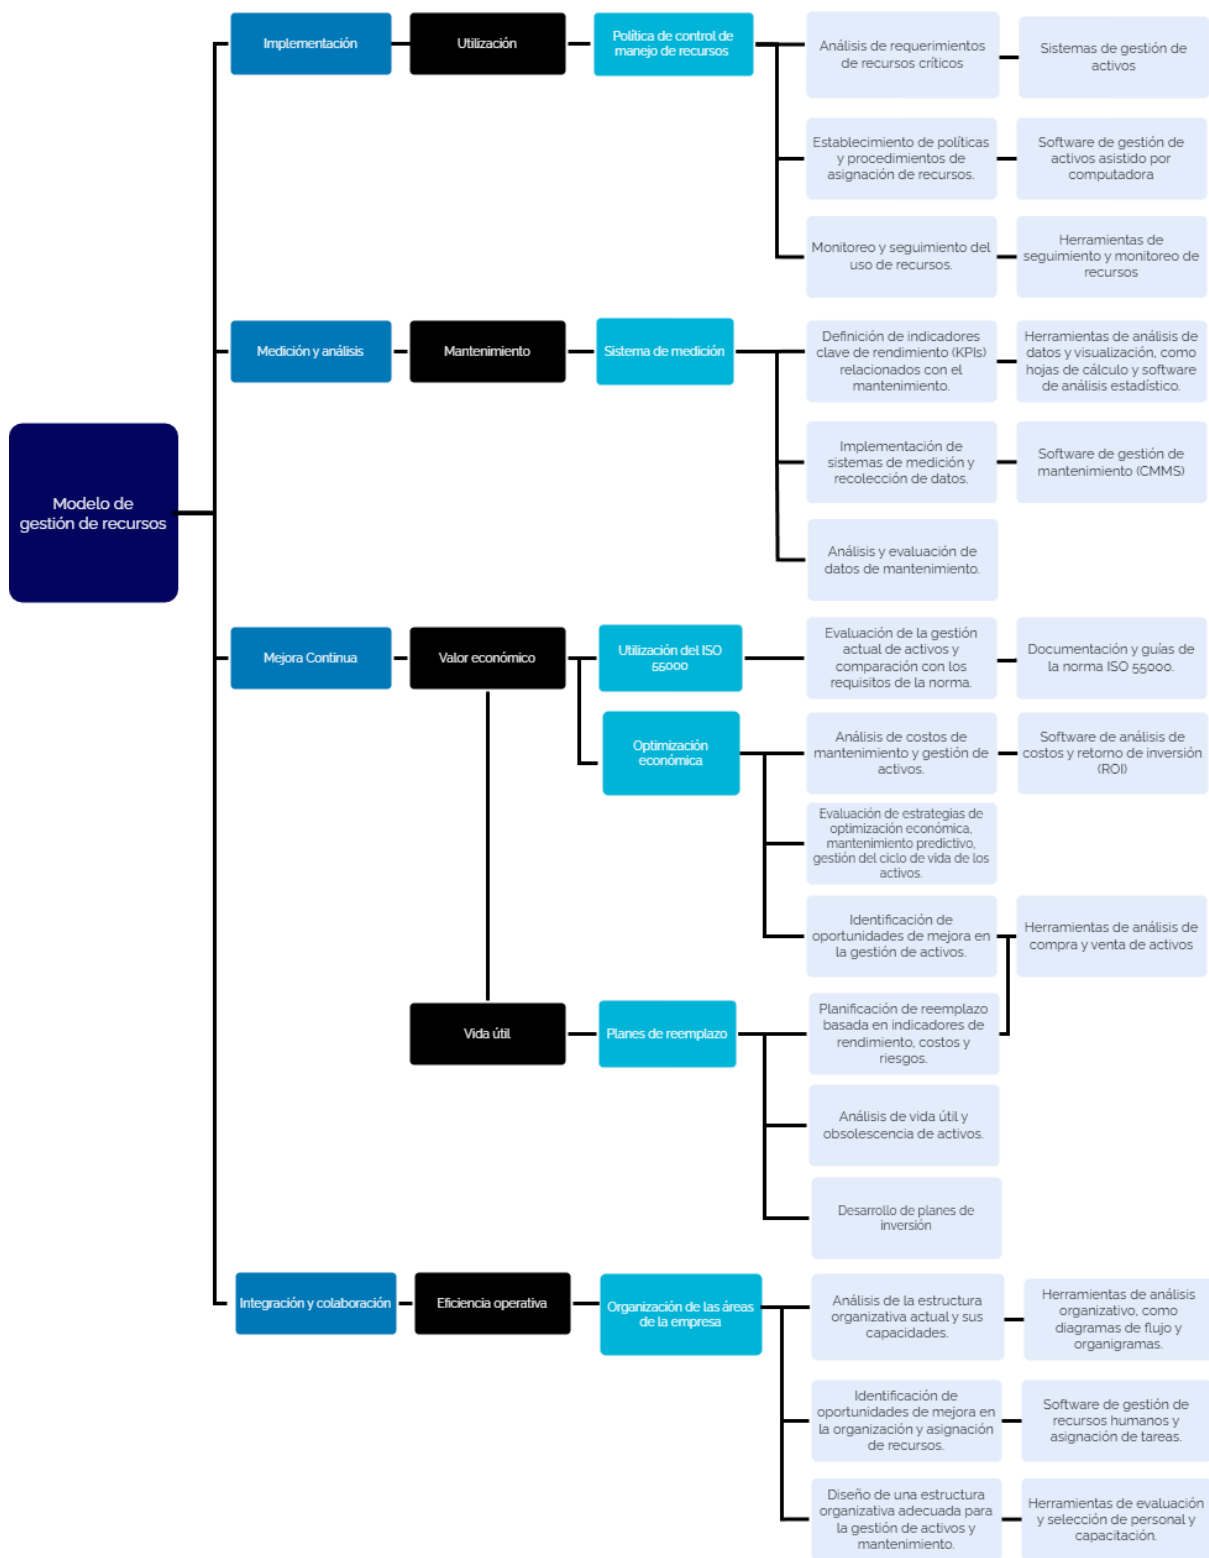 Implementación
Utilización
Política de control de
manejo de recursos
Análisis de requerimientos
de recursos críticos
Sistemas de gestión de
activos
Establecimiento de políticas
y procedimientos de
asignación de recursos.
Software de gestión de
activos asistido por
computadora
Monitoreo y seguimiento del
uso de recursos.
Herramientas de
seguimiento y monitoreo de
recursos
Medición y análisis
Mantenimiento
Sistema de medición
Definición de indicadores
clave de rendimiento (KPIs)
relacionados con el
mantenimiento.
Herramientas de análisis de
datos y visualización, como
hojas de cálculo y software
de análisis estadístico.
Implementación de
sistemas de medición y
recolección de datos.
Software de gestión de
mantenimiento (CMMS)
Modelo de
gestión de recursos
Análisis y evaluación de
datos de mantenimiento.
Mejora Continua
Valor económico
Utilización del ISO
55000
Evaluación de la gestión
actual de activos y
comparación con los
requisitos de la norma.
Documentación y guías de
la norma ISO 55000.
Optimización
económica
Análisis de costos de
mantenimiento y gestión de
activos.
Software de análisis de
costos y retorno de inversión
(ROI)
Evaluación de estrategias de
optimización económica,
mantenimiento predictivo,
gestión del ciclo de vida de los
activos.
Identificación de
oportunidades de mejora en
la gestión de activos.
Herramientas de análisis de
compra y venta de activos
Vida útil
Planes de reemplazo
Planificación de reemplazo
basada en indicadores de
rendimiento, costos y
riesgos.
Análisis de vida útil y
obsolescencia de activos.
Desarrollo de planes de
inversión
Integración y colaboración
Eficiencia operativa
Organización de las áreas
de la empresa
Análisis de la estructura
organizativa actual y sus
capacidades.
Herramientas de análisis
organizativo, como
diagramas de flujo y
organigramas.
Identificación de
oportunidades de mejora en
la organización y asignación
de recursos.
Software de gestión de
recursos humanos y
asignación de tareas.
Diseño de una estructura
organizativa adecuada para
la gestión de activos y
mantenimiento.
Herramientas de evaluación
y selección de personal y
capacitación.